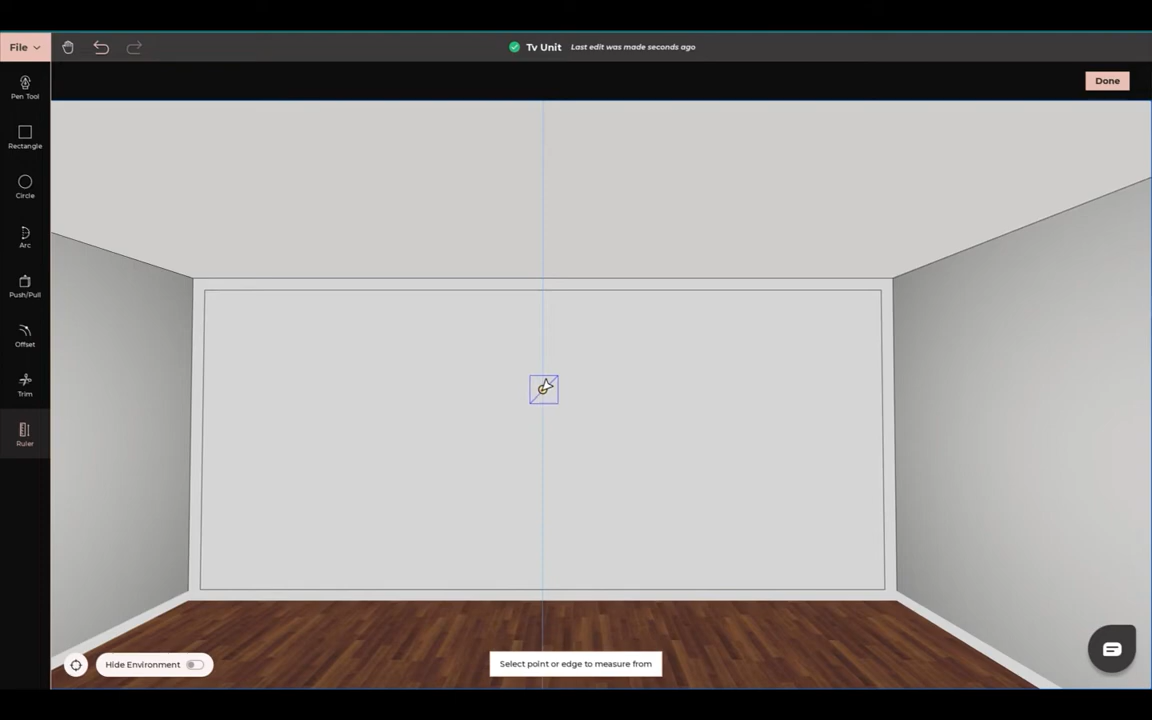 File
Tv Unit Last edit was made seconds ago
Done
Pen Tool
Rectangle
Circle
Arc
Push/Pull
Offset
Trim
Ruler
Hide Environment
Select point or edge to measure from